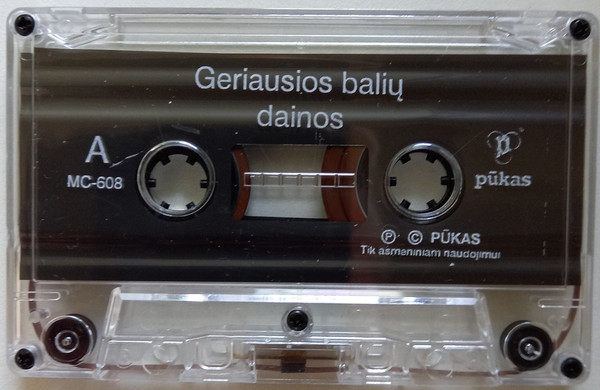 Geriausios balių
dainos
A
MC-608
pūkas
Ⓟ © PŪKAS
Tik asmeniniam naudojimui